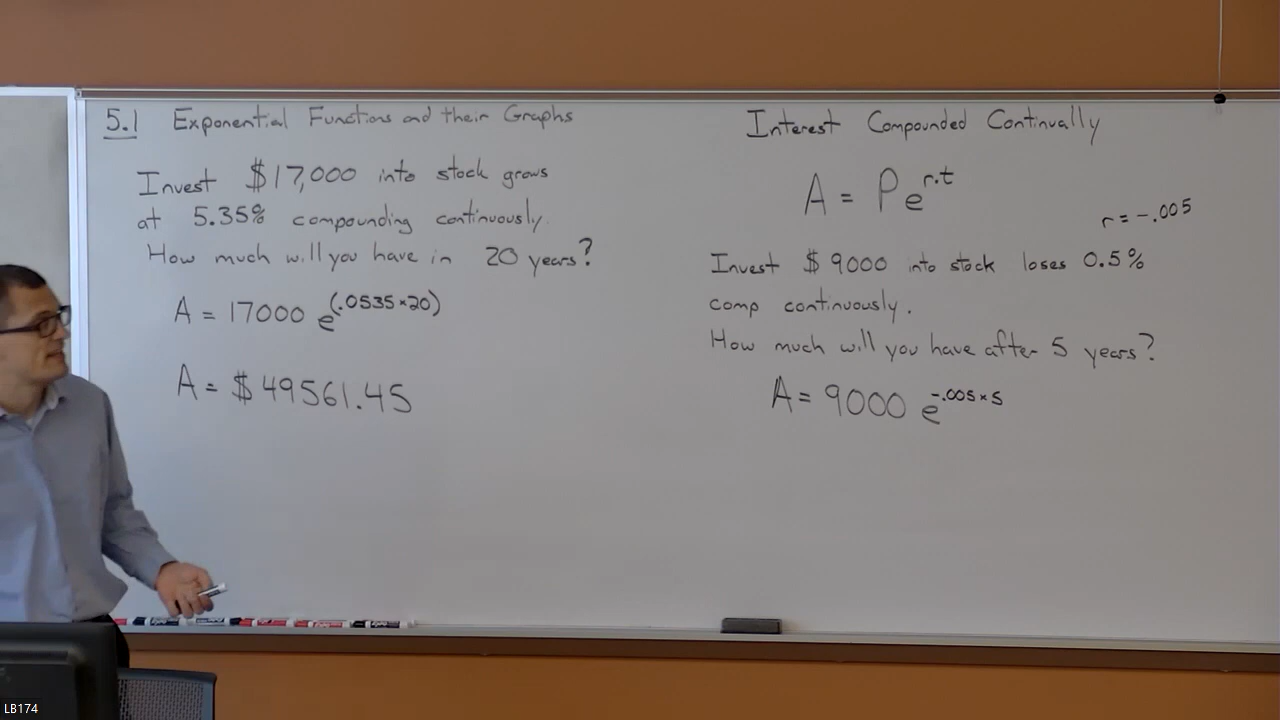 5.1 Exponential Functions and their Graphs
Invest $17,000 into stock grows
at 5.35% compounding continuously.
How much will you have in 20 years?
A = 17000 e^(.0535×20)
A = $49561.45
Interest Compounded Continually
A = Pe^r.t
r = -.005
Invest $9000 into stock loses 0.5%
comp continuously.
How much will you have after 5 years?
A = 9000 e^-.005×5
LB174